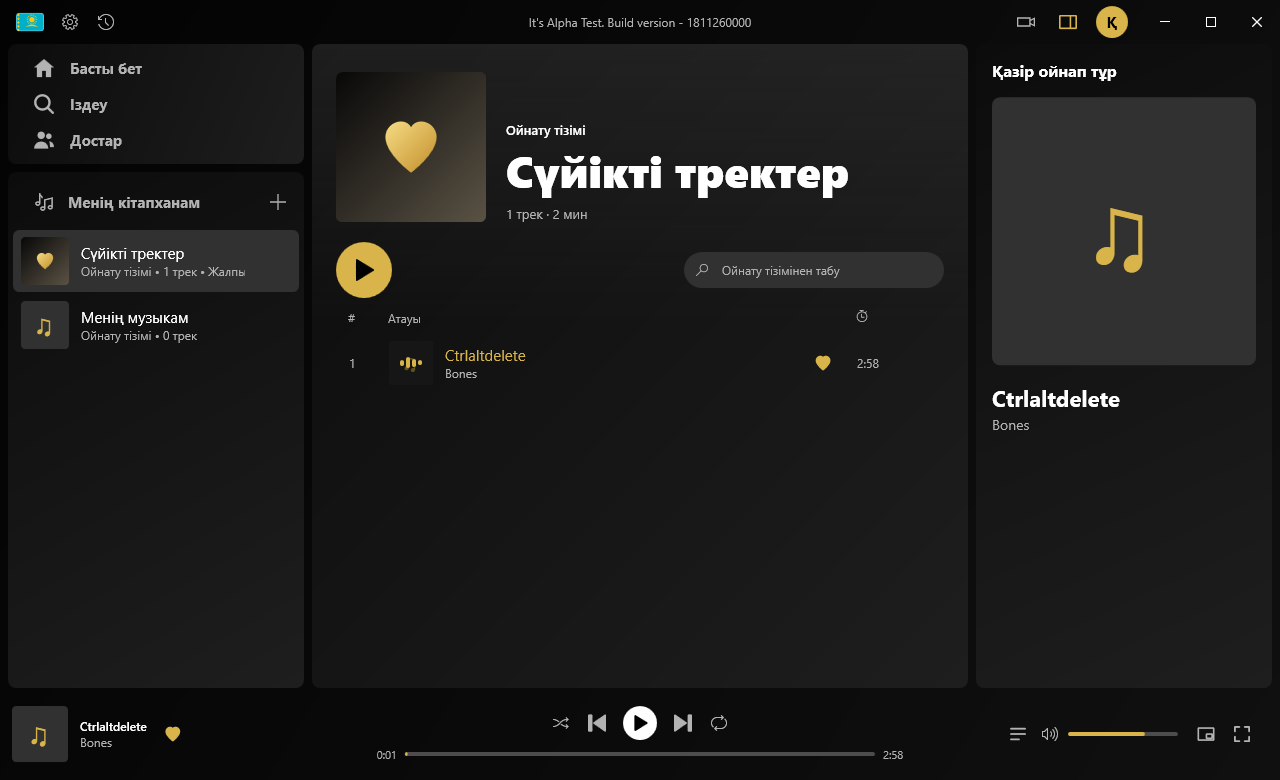 It's Alpha Test. Build version - 1811260000
Қ
Басты бет
Іздеу
Достар
Менің кітапханам
Сүйікті тректер
Ойнату тізімі • 1 трек • Жалпы
Менің музыкам
Ойнату тізімі • 0 трек
Ойнату тізімі
Сүйікті тректер
1 трек · 2 мин
Ойнату тізімінен табу
# Атауы
1 Ctrlaltdelete 2:58
Bones
Қазір ойнап тұр
Ctrlaltdelete
Bones
Ctrlaltdelete
Bones
0:01 2:58